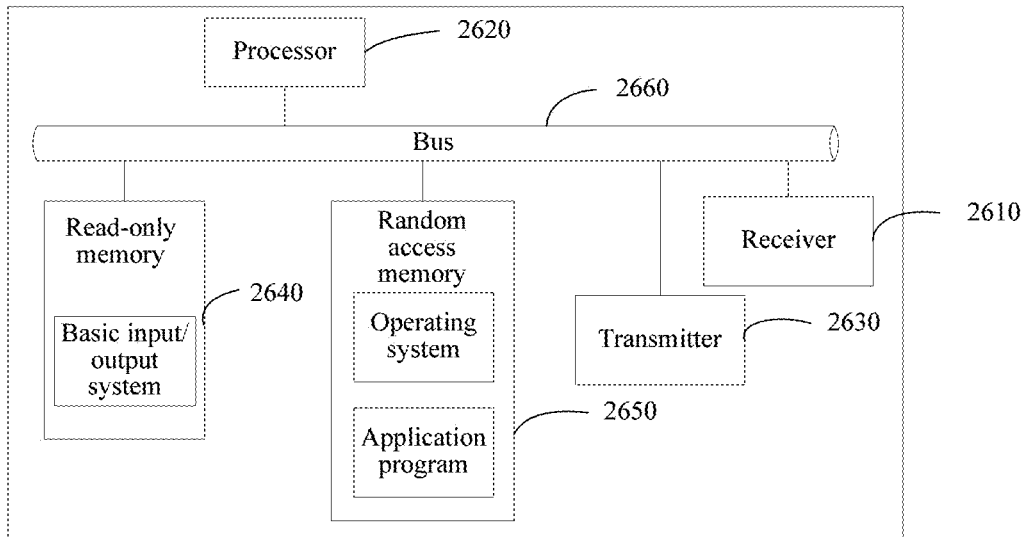 Processor
2620
2660
Bus
Read-only
memory
2640
Basic input/
output
system
Random
access
memory
Operating
system
Application
program
2650
Transmitter
2630
Receiver
2610